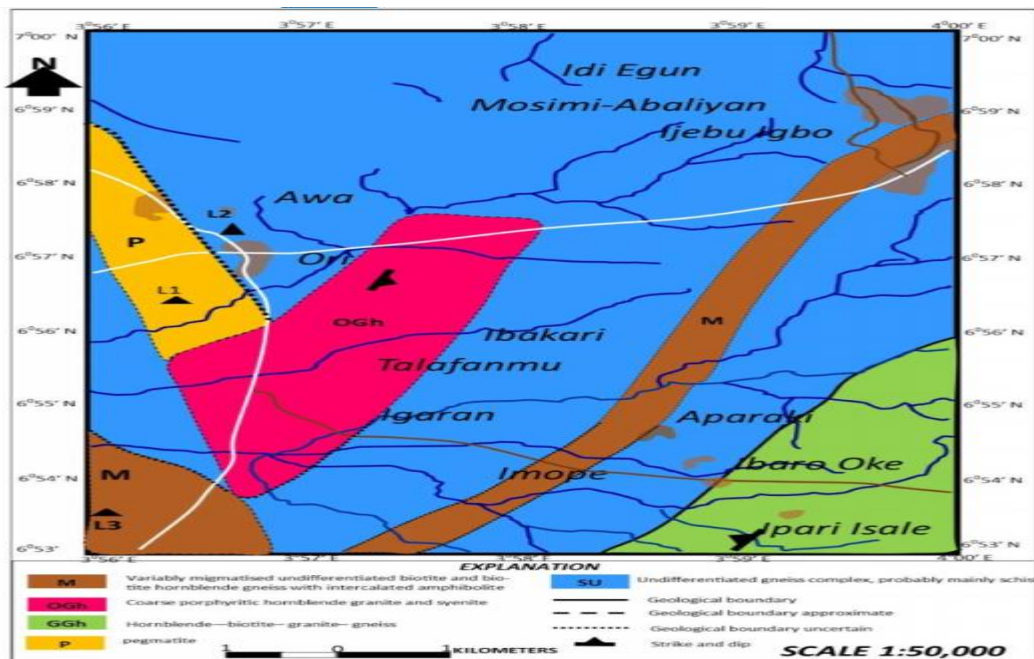 3°56′ E 3°57′ E 3°58′ E 3°59′ E 4°00′ E
7°00′ N 7°00′ N
N
Idi Egun
6°59′ N Mosimi-Abaliyan 6°59′ N
Ijebu Igbo
6°58′ N Awa 6°58′ N
L2
P
6°57′ N Ori 6°57′ N
L1
OGh
6°56′ N Ibakari M 6°56′ N
Talafanmu
6°55′ N Igaran Aparaki 6°55′ N
M Imope Ibaro Oke
6°54′ N 6°54′ N
L3 Ipari Isale
6°53′ 6°53′ N
3°56′ E 3°57′ E 3°58′ E 3°59′ E 4°00′ E
EXPLANATION
M Variably migmatised undifferentiated biotite and bio-
tite hornblende gneiss with intercalated amphibolite
OGh Coarse porphyritic hornblende granite and syenite
GGh Hornblende—biotite—granite—gneiss
P pegmatite
SU Undifferentiated gneiss complex, probably mainly schis
Geological boundary
Geological boundary approximate
Geological boundary uncertain
Strike and dip
1 0 1 KILOMETERS
SCALE 1:50,000